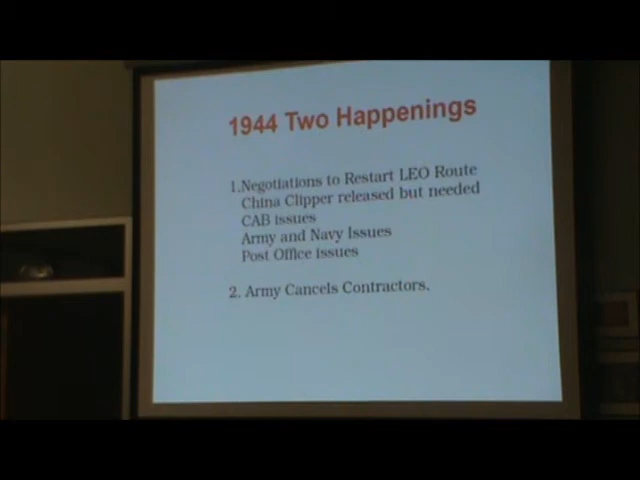 1944 Two Happenings
1.Negotiations to Restart LEO Route
China Clipper released but needed
CAB issues
Army and Navy Issues
Post Office issues
2. Army Cancels Contractors.